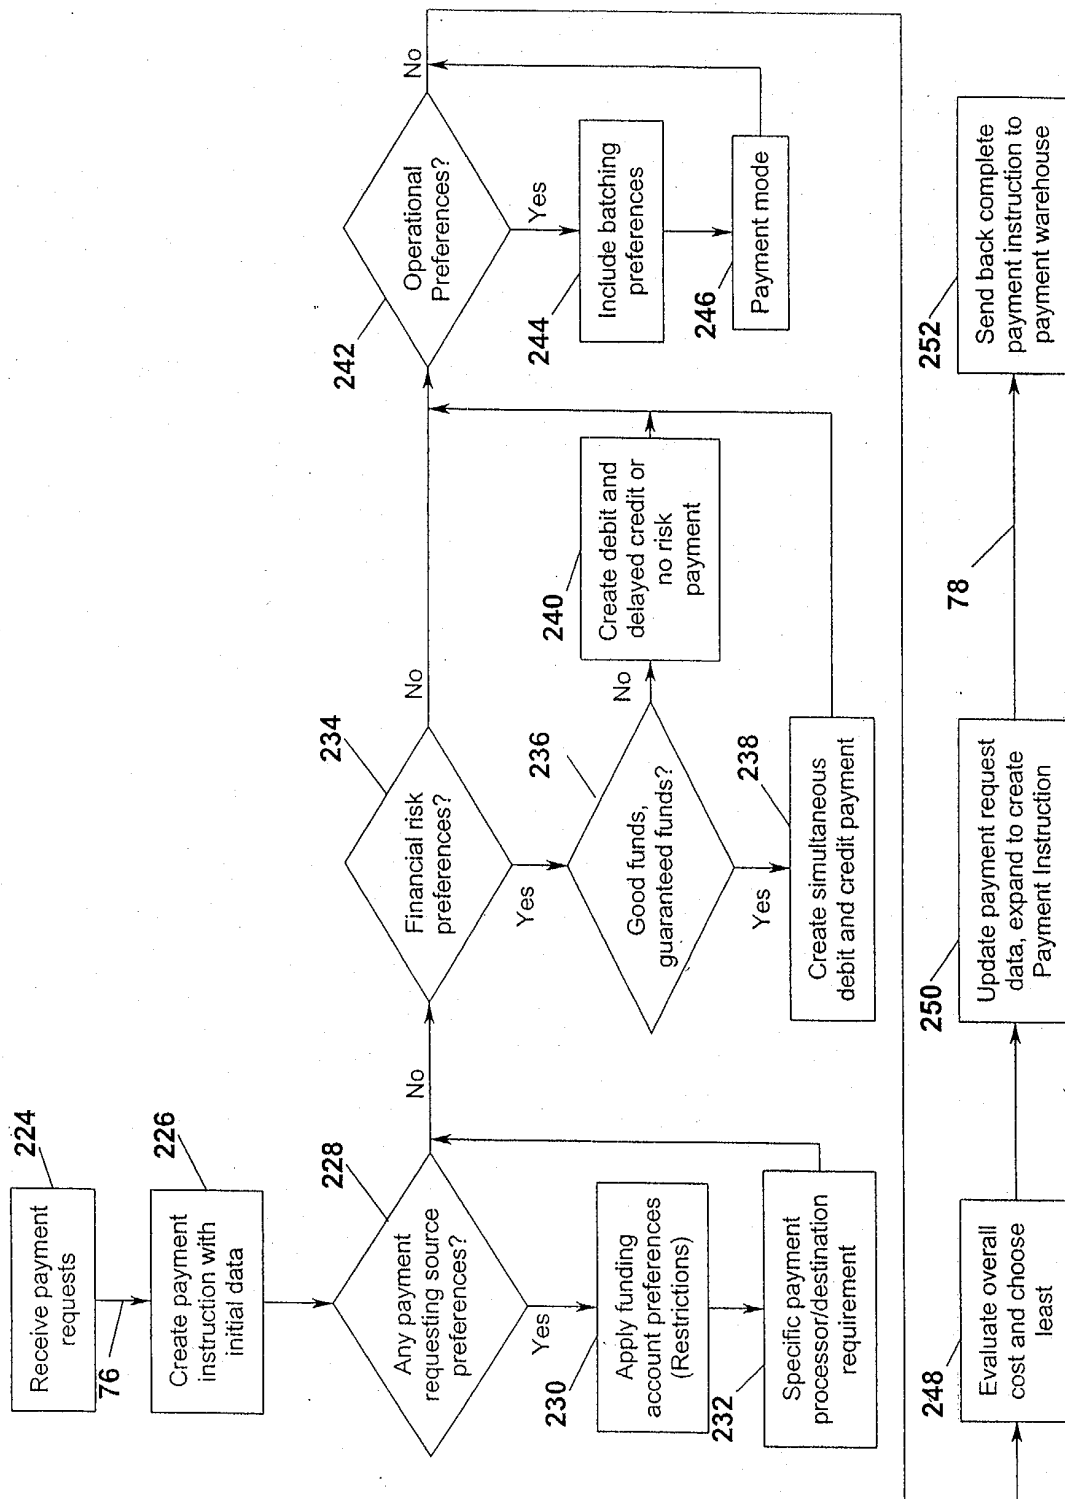 224
Receive payment
requests
76
226
Create payment
instruction with
initial data
228
Any payment
requesting source
preferences?
No
Yes
230
Apply funding
account preferences
(Restrictions)
232
Specific payment
processor/destination
requirement
234
Financial risk
preferences?
No
Yes
236
Good funds,
guaranteed funds?
No
Yes
238
Create simultaneous
debit and credit payment
240
Create debit and
delayed credit or
no risk
payment
242
Operational
Preferences?
No
Yes
244
Include batching
preferences
246
Payment mode
248
Evaluate overall
cost and choose
least
250
Update payment request
data, expand to create
Payment Instruction
78
252
Send back complete
payment instruction to
payment warehouse